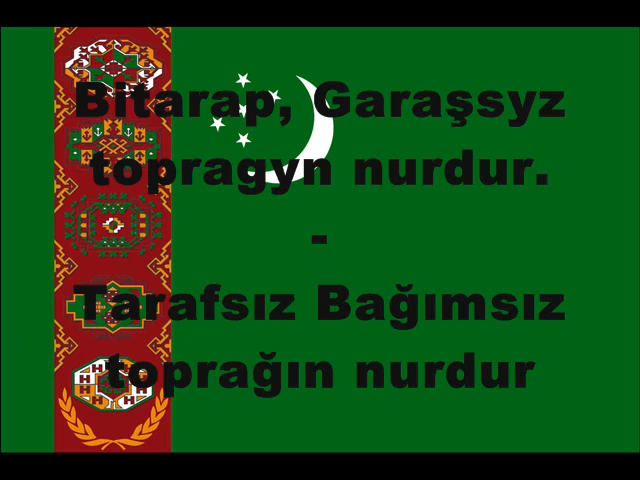 Bitarap, Garaşsyz
topragyn nurdur.
-
Tarafsız Bağımsız
toprağın nurdur